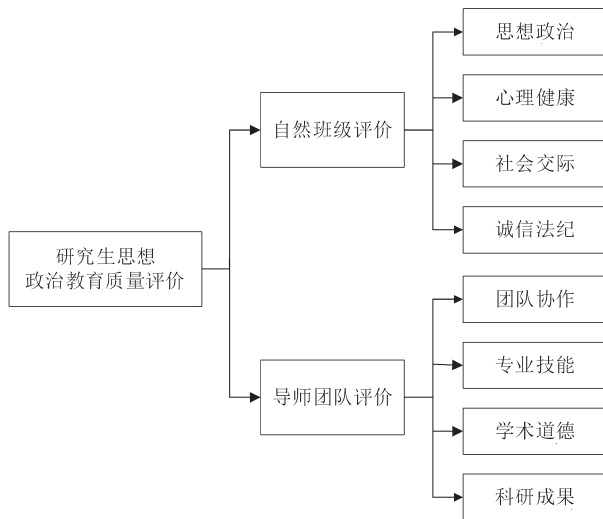 研究生思想
政治教育质量评价
自然班级评价
思想政治
心理健康
社会交际
诚信法纪
导师团队评价
团队协作
专业技能
学术道德
科研成果